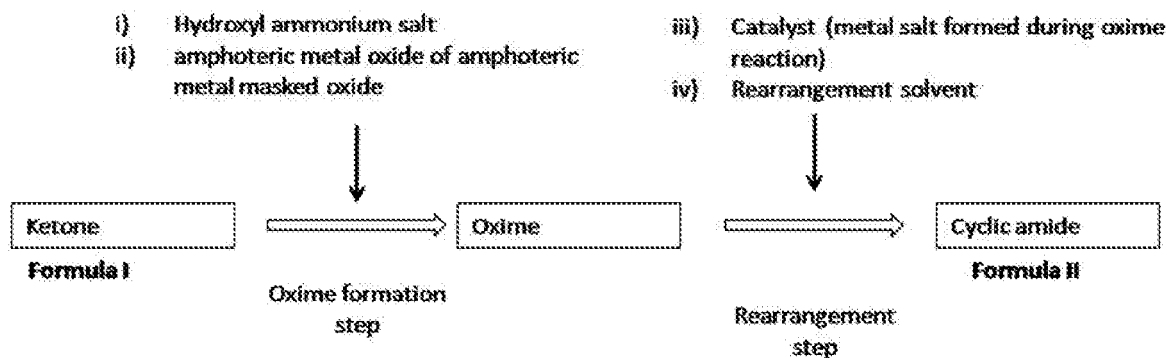 i) Hydroxyl ammonium salt
ii) amphoteric metal oxide of amphoteric
metal masked oxide
iii) Catalyst (metal salt formed during oxime
reaction)
iv) Rearrangement solvent
Ketone
Oxime
Cyclic amide
Formula I
Formula II
Oxime formation
step
Rearrangement
step